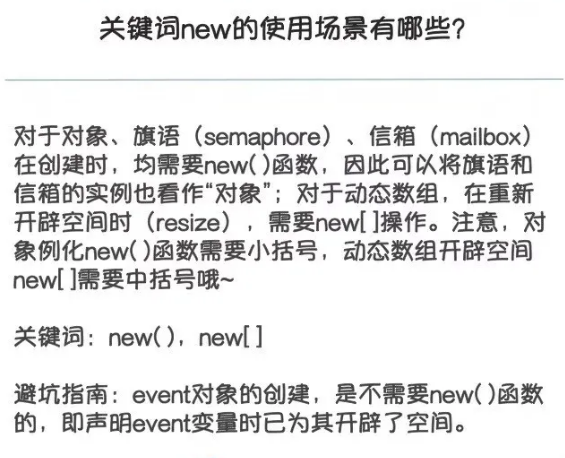 关键词new的使用场景有哪些?
对于对象、旗语（semaphore）、信箱（mailbox）
在创建时，均需要new( )函数，因此可以将旗语和
信箱的实例也看作“对象”；对于动态数组，在重新
开辟空间时（resize），需要new[ ]操作。注意，对
象例化new( )函数需要小括号，动态数组开辟空间
new[ ]需要中括号哦~
关键词：new( )，new[ ]
避坑指南：event对象的创建，是不需要new( )函数
的，即声明event变量时已为其开辟了空间。